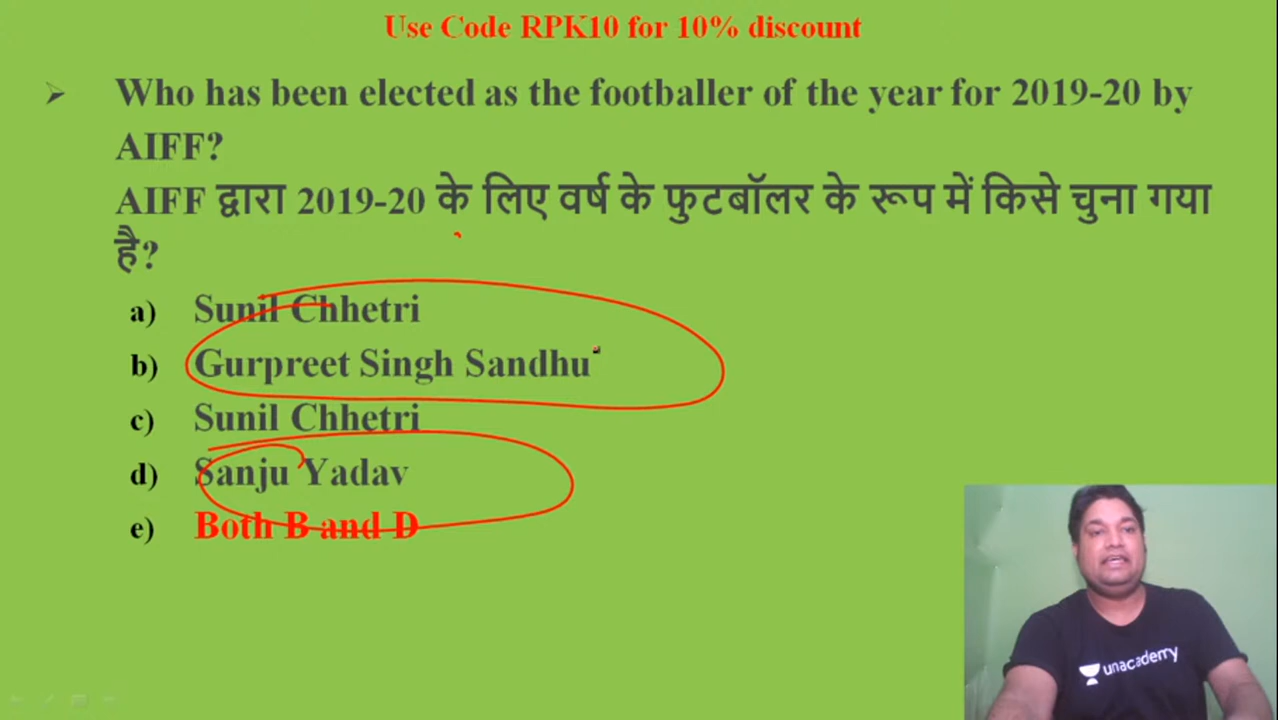 Use Code RPK10 for 10% discount
➢ Who has been elected as the footballer of the year for 2019-20 by
AIFF?
AIFF द्वारा 2019-20 के लिए वर्ष के फुटबॉलर के रूप में किसे चुना गया
है?
a) Sunil Chhetri
b) Gurpreet Singh Sandhu
c) Sunil Chhetri
d) Sanju Yadav
e) Both B and D
unacademy